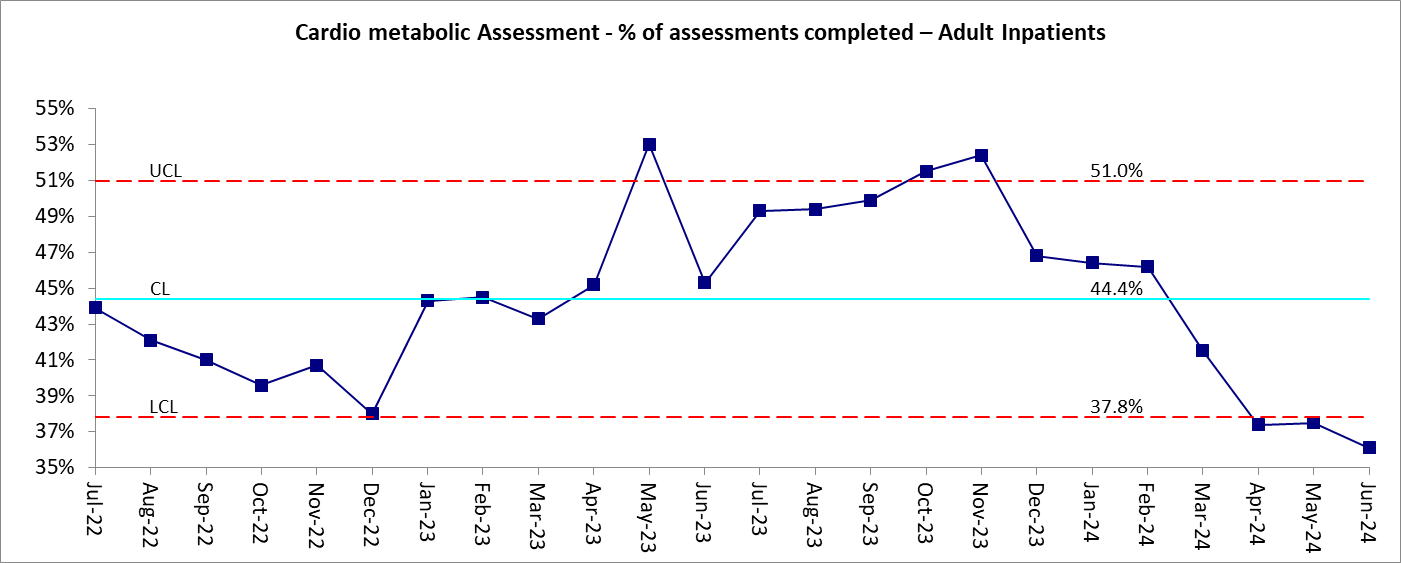 Cardio metabolic Assessment - % of assessments completed – Adult Inpatients
55%
53%
51%
49%
47%
45%
43%
41%
39%
37%
35%
UCL
51.0%
CL
44.4%
LCL
37.8%
Jul-22
Aug-22
Sep-22
Oct-22
Nov-22
Dec-22
Jan-23
Feb-23
Mar-23
Apr-23
May-23
Jun-23
Jul-23
Aug-23
Sep-23
Oct-23
Nov-23
Dec-23
Jan-24
Feb-24
Mar-24
Apr-24
May-24
Jun-24